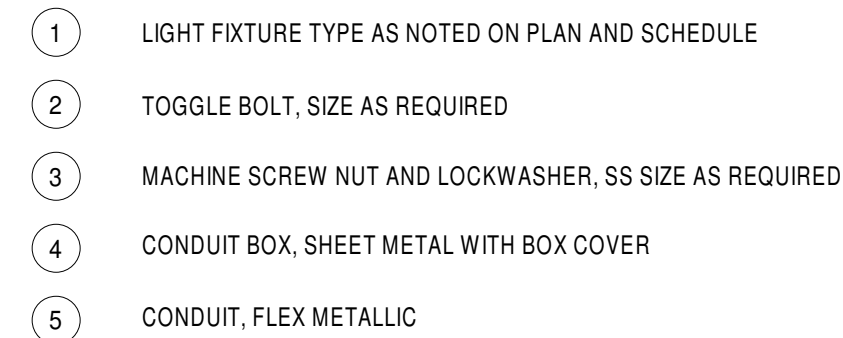 1 LIGHT FIXTURE TYPE AS NOTED ON PLAN AND SCHEDULE
2 TOGGLE BOLT, SIZE AS REQUIRED
3 MACHINE SCREW NUT AND LOCKWASHER, SS SIZE AS REQUIRED
4 CONDUIT BOX, SHEET METAL WITH BOX COVER
5 CONDUIT, FLEX METALLIC